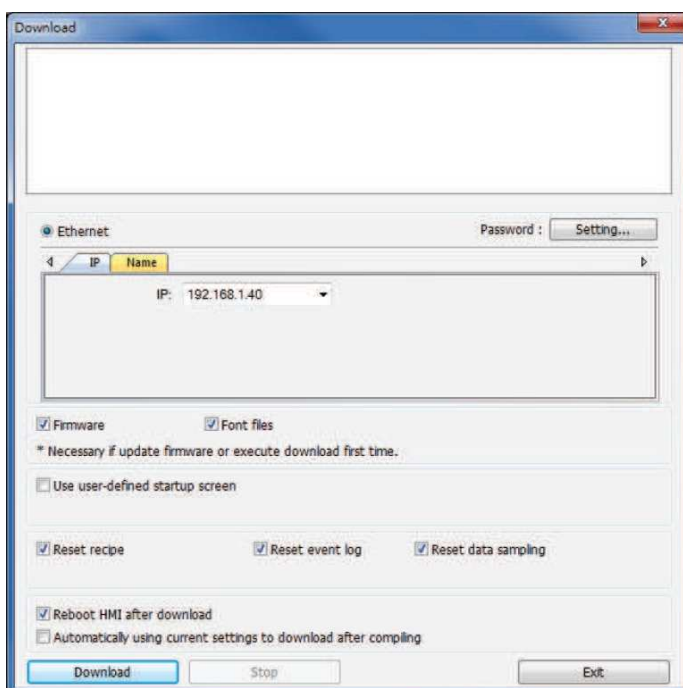 Download
Ethernet Password : Setting...
IP Name
IP: 192.168.1.40
Firmware Font files
* Necessary if update firmware or execute download first time.
Use user-defined startup screen
Reset recipe Reset event log Reset data sampling
Reboot HMI after download
Automatically using current settings to download after compiling
Download Stop Exit